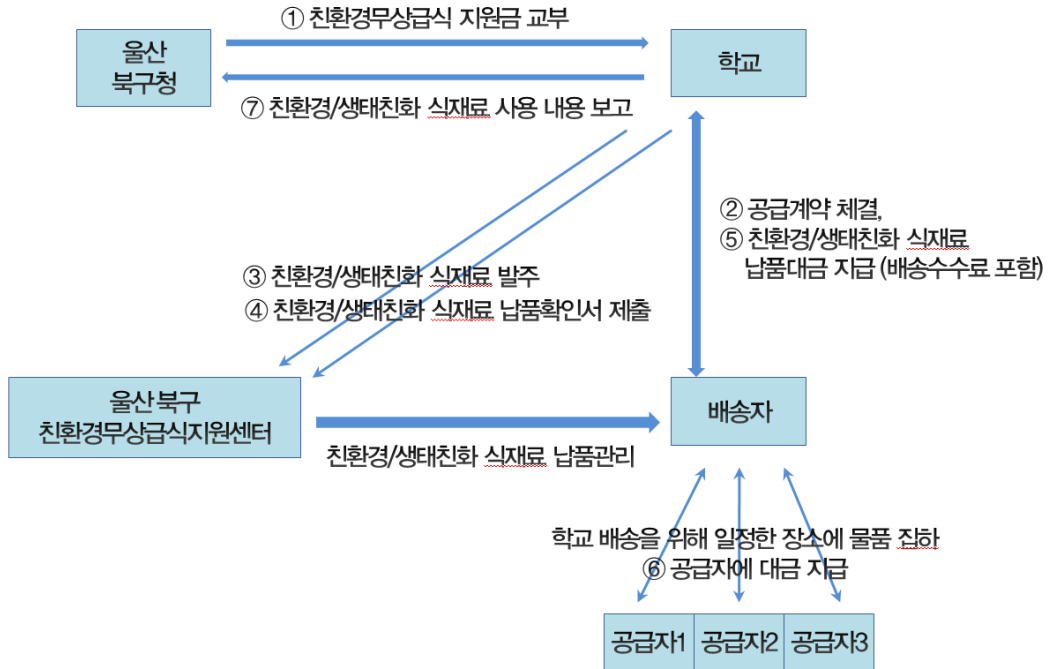 ① 친환경무상급식 지원금 교부
울산
북구청
학교
⑦ 친환경/생태친화 식재료 사용 내용 보고
② 공급계약 체결,
⑤ 친환경/생태친화 식재료
납품대금 지급 (배송수수료 포함)
③ 친환경/생태친화 식재료 발주
④ 친환경/생태친화 식재료 납품확인서 제출
울산 북구
친환경무상급식지원센터
배송자
친환경/생태친화 식재료 납품관리
학교 배송을 위해 일정한 장소에 물품 집하
⑥ 공급자에 대금 지급
공급자1
공급자2
공급자3